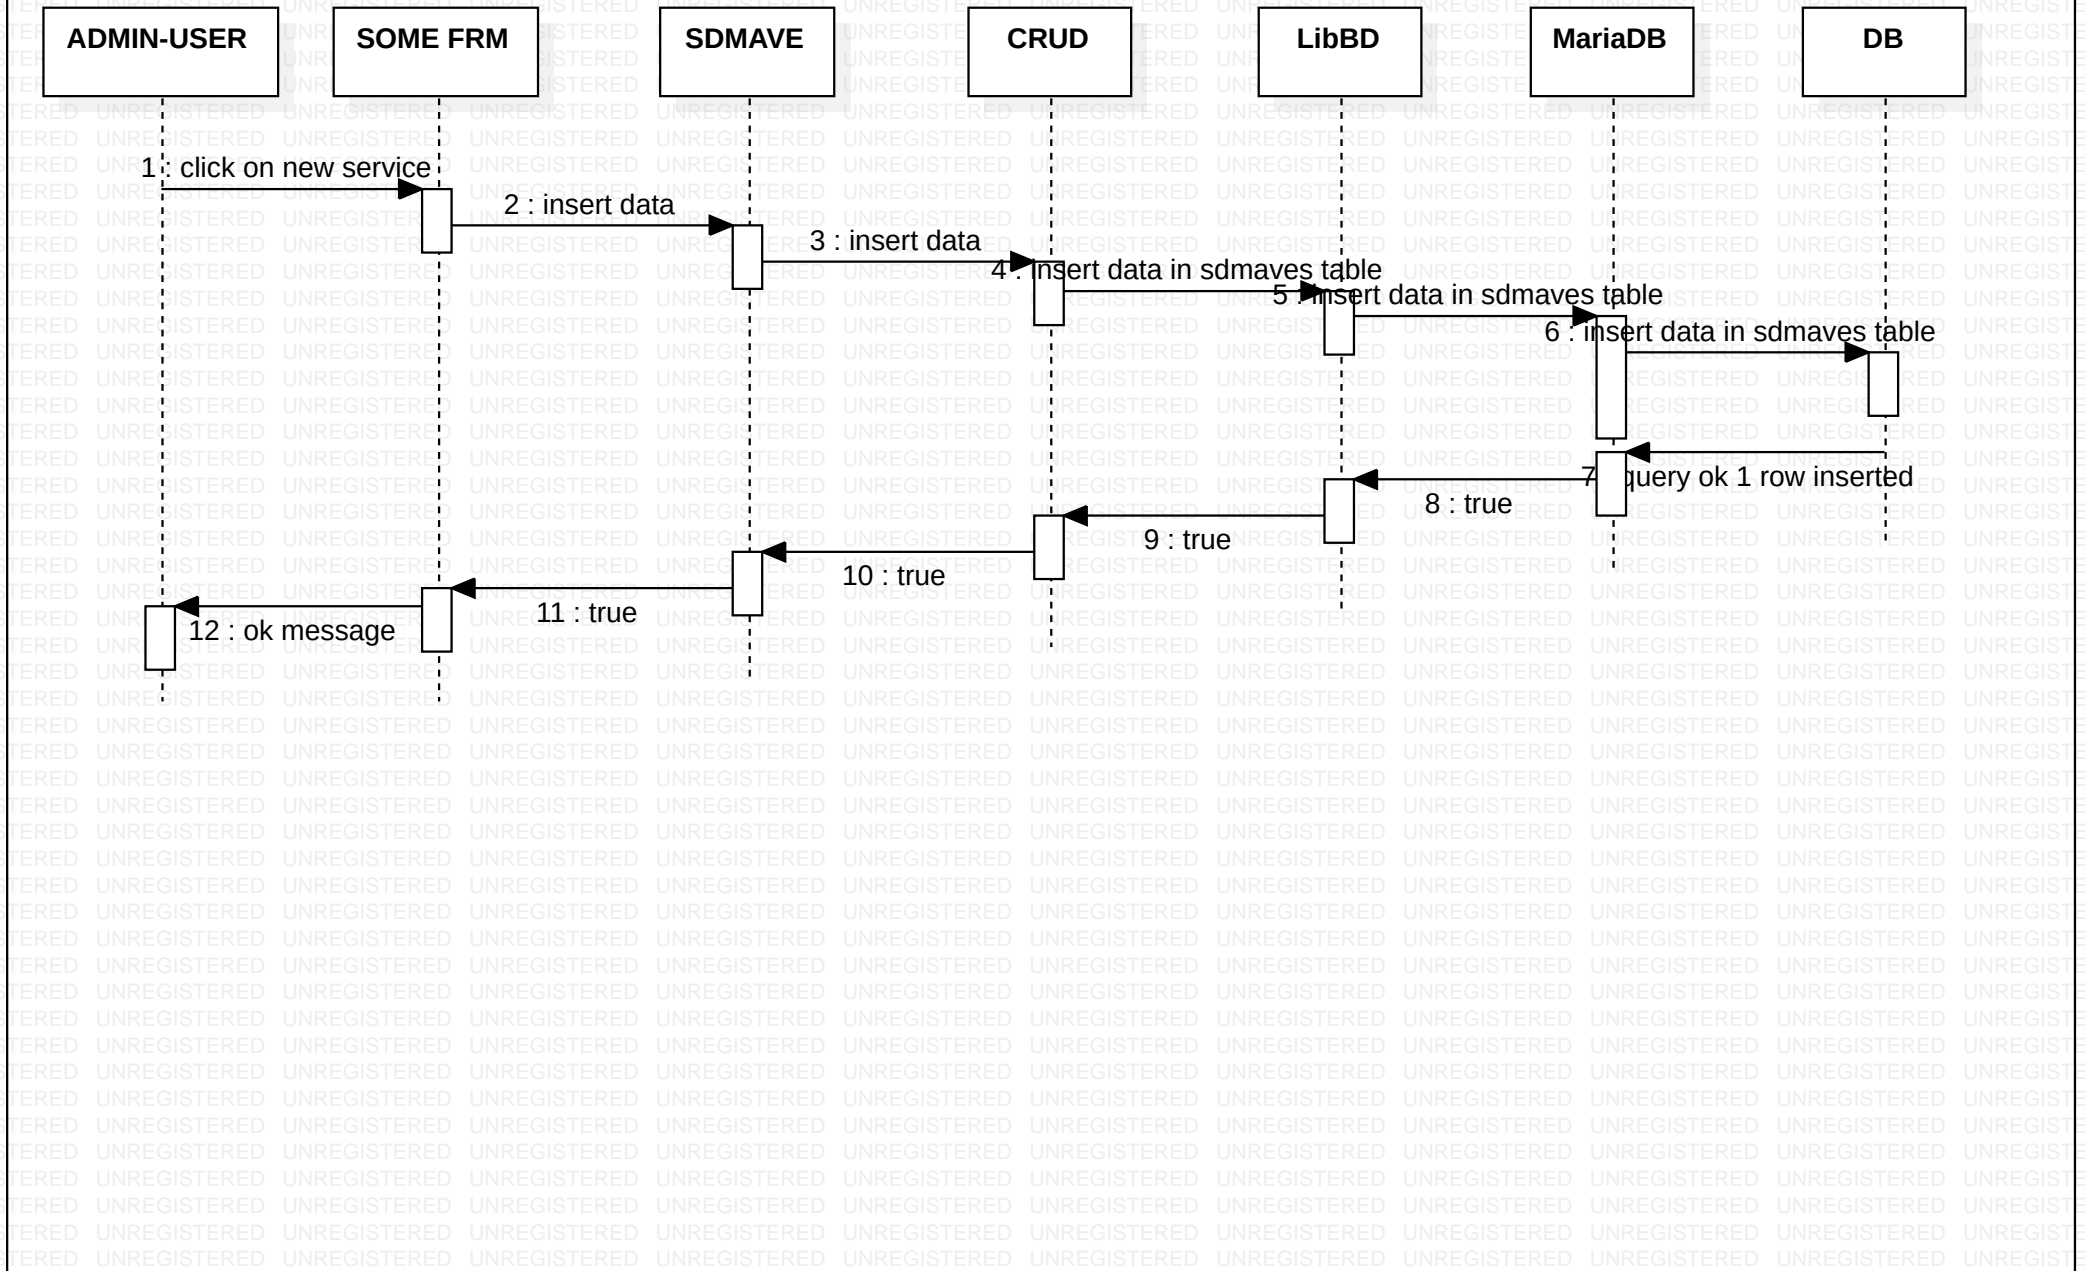 ADMIN-USER
SOME FRM
SDMAVE
CRUD
LibBD
MariaDB
DB
1 : click on new service
2 : insert data
3 : insert data
4 : insert data in sdmaves table
5 : insert data in sdmaves table
6 : insert data in sdmaves table
7 : query ok 1 row inserted
8 : true
9 : true
10 : true
11 : true
12 : ok message
UNREGISTERED